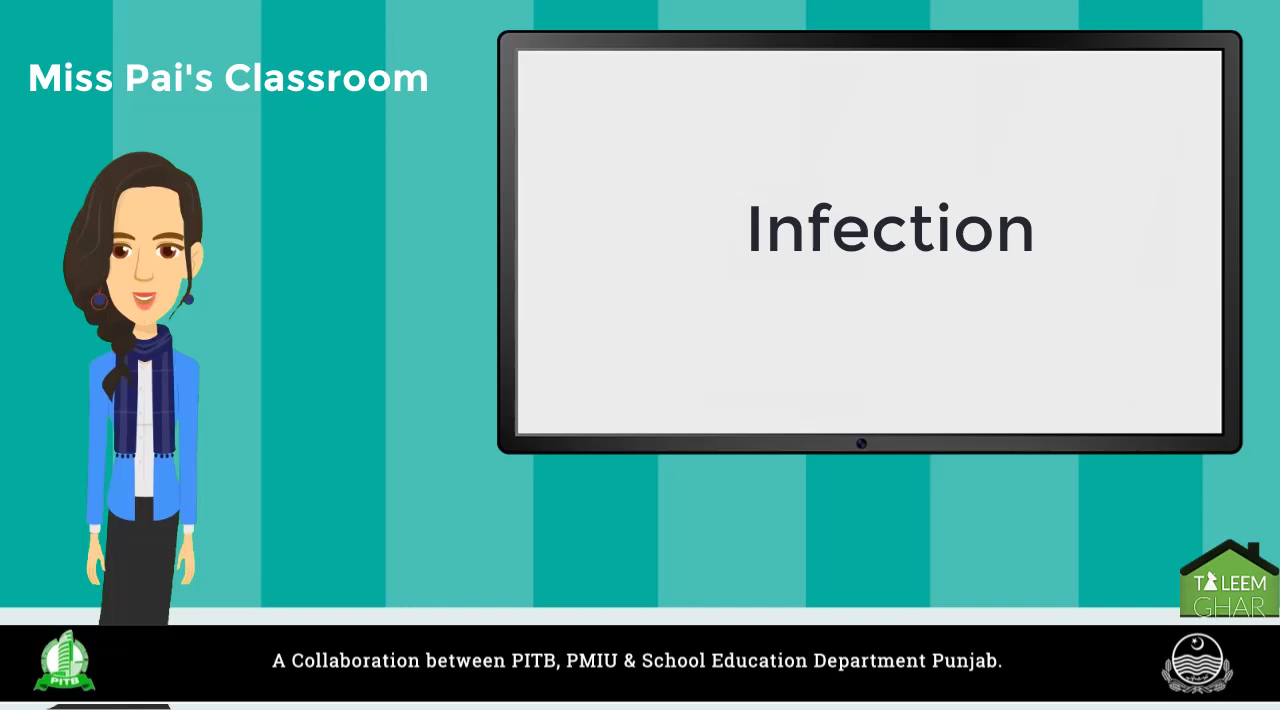 Miss Pai's Classroom
Infection
TALEEM
GHAR
PITB
A Collaboration between PITB, PMIU & School Education Department Punjab.